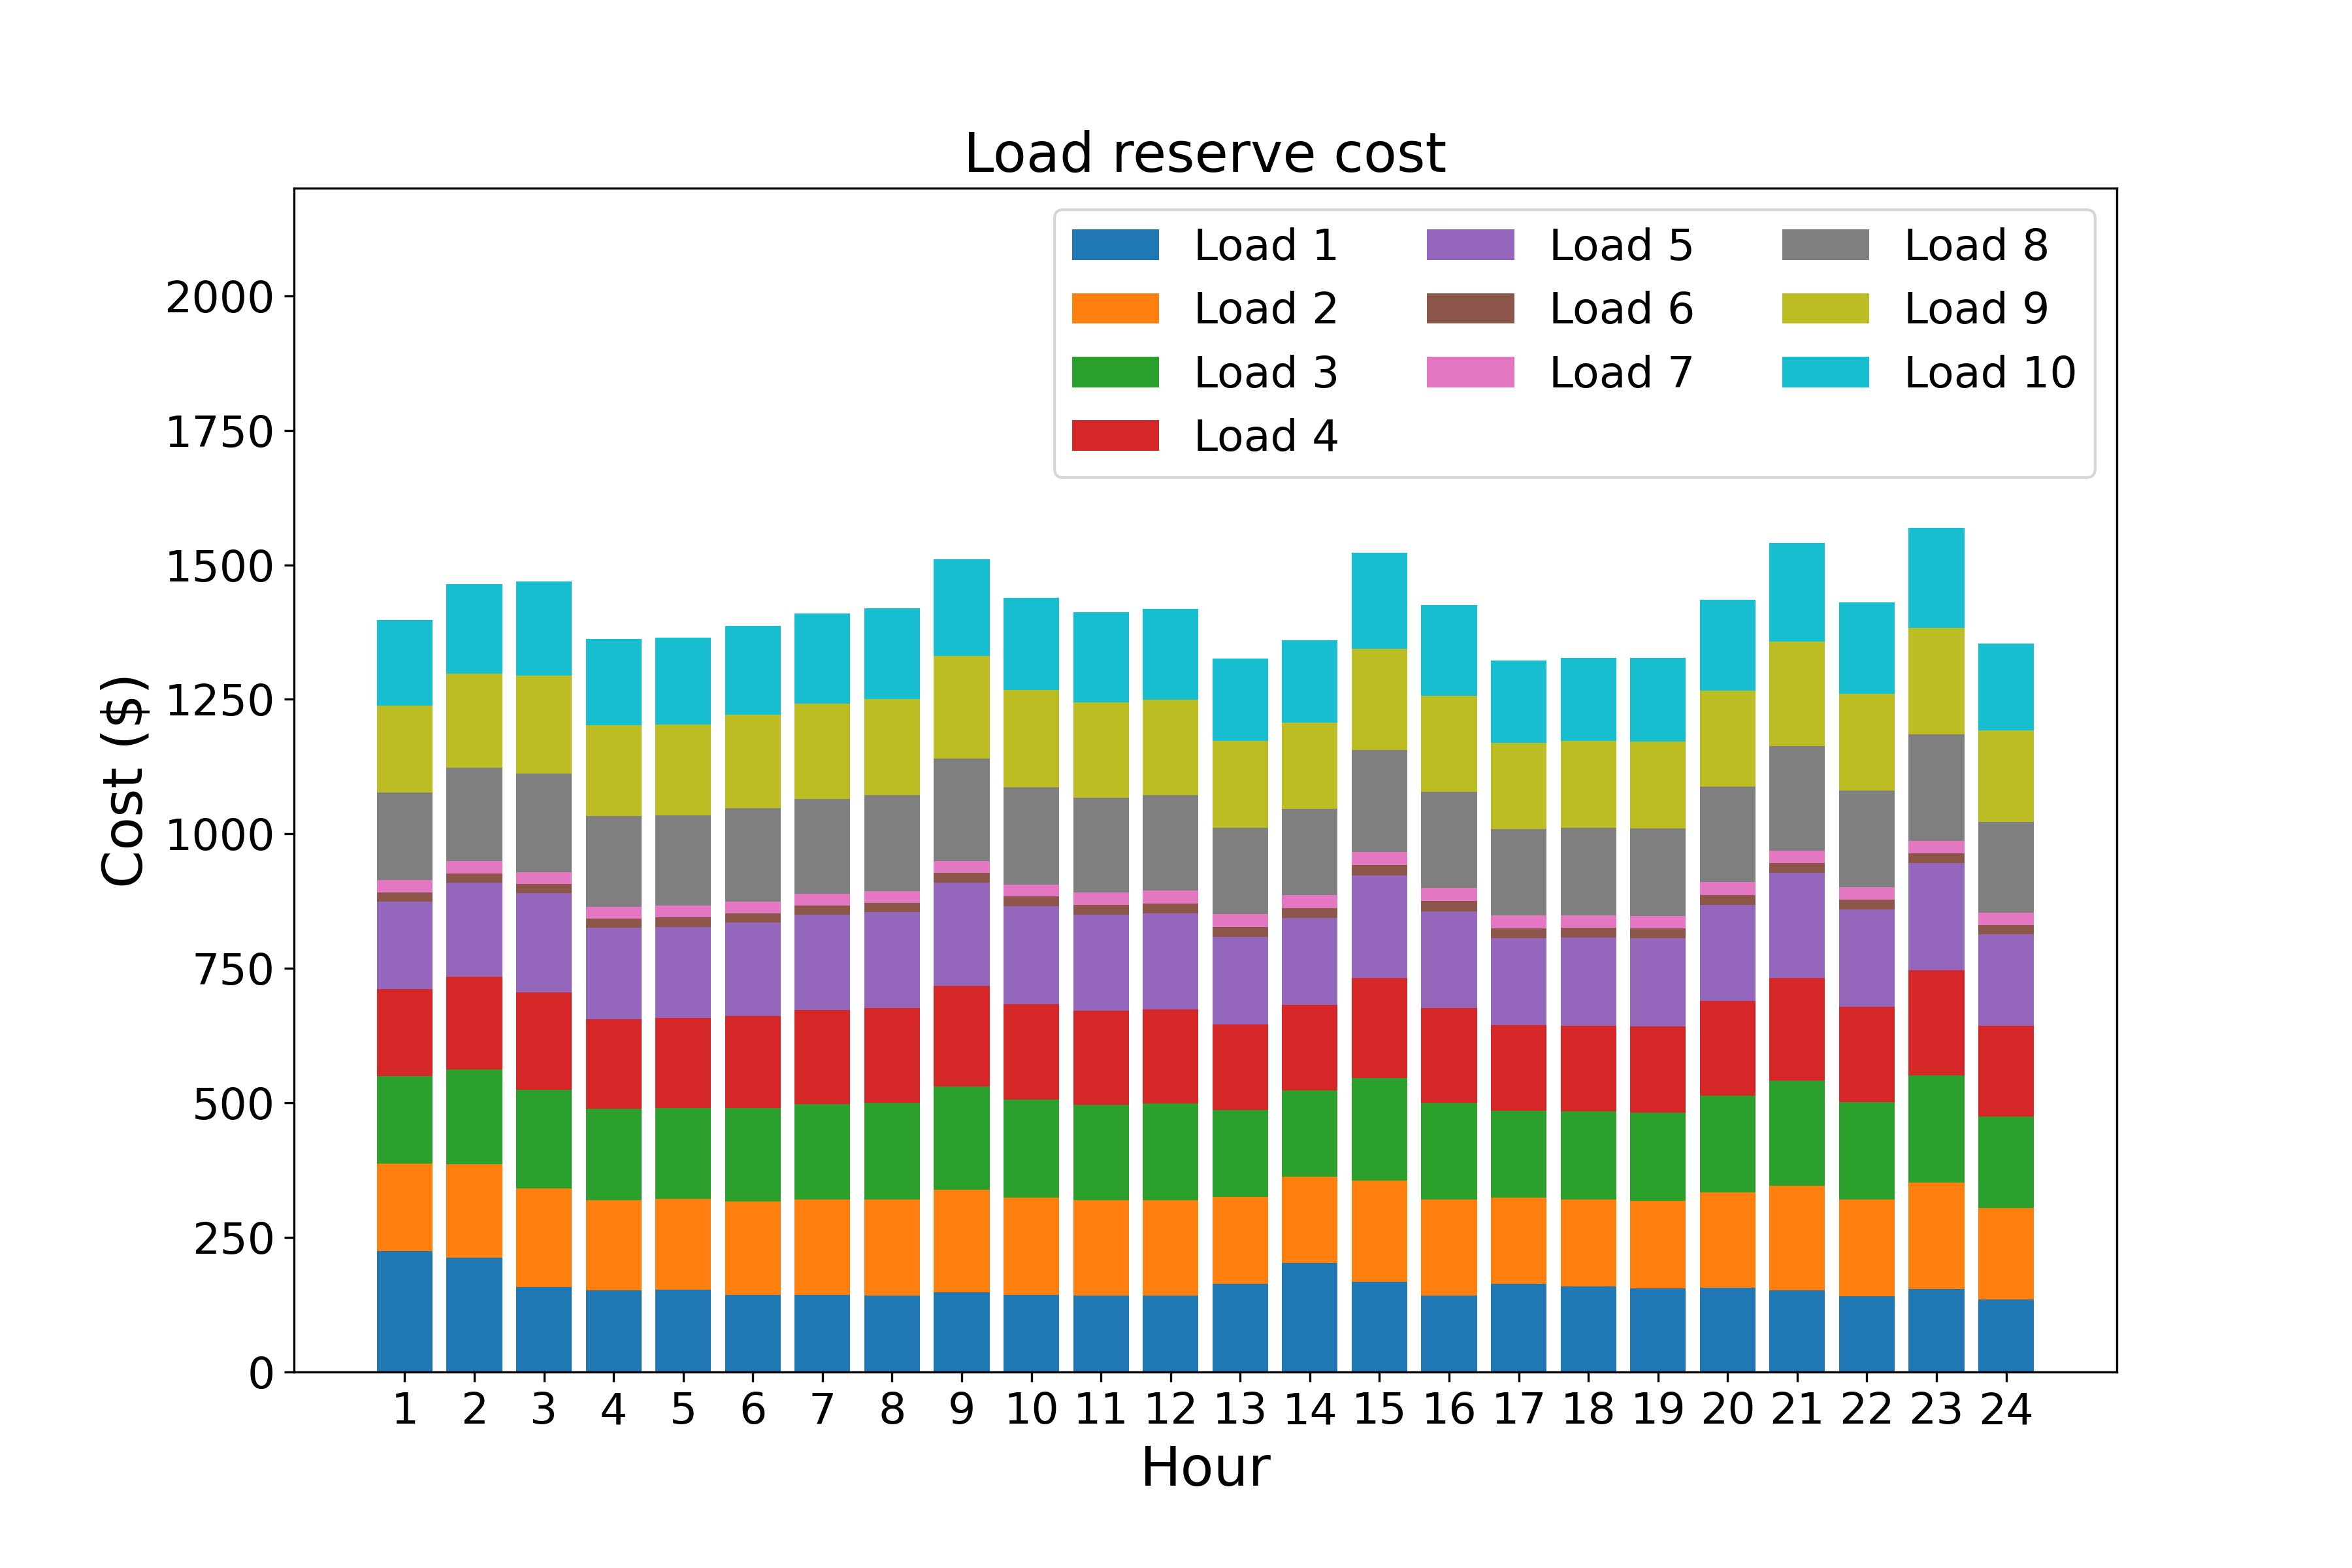 Load reserve cost
Load 1 Load 5 Load 8
Load 2 Load 6 Load 9
Load 3 Load 7 Load 10
Load 4
2000
1750
1500
1250
1000
750
500
250
0
Cost ($)
1 2 3 4 5 6 7 8 9 10 11 12 13 14 15 16 17 18 19 20 21 22 23 24
Hour